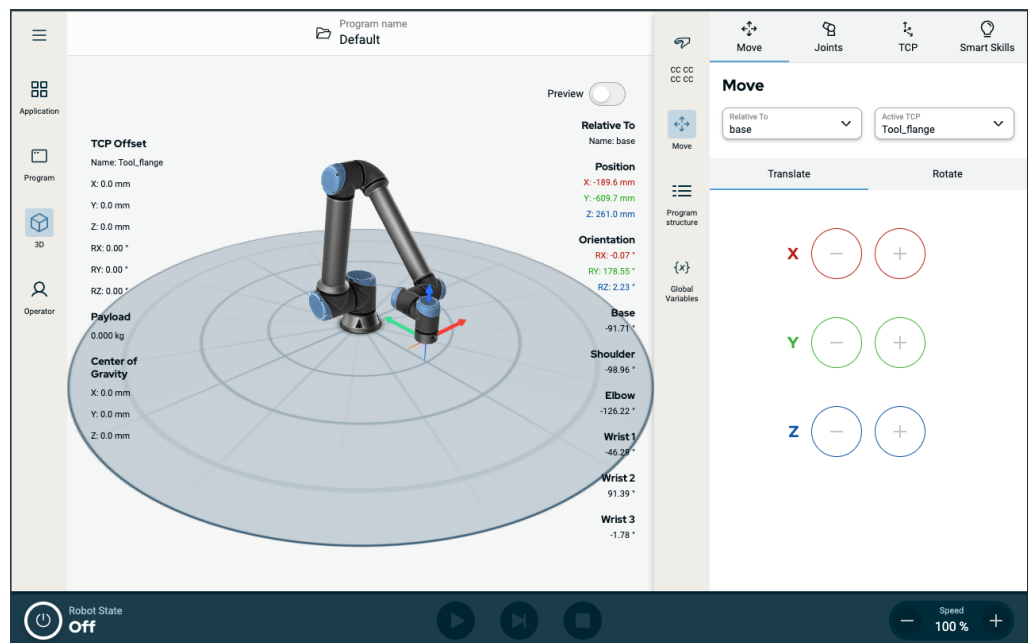 Program name
Default
Application
Program
3D
Operator
TCP Offset
Name: Tool_flange
X: 0.0 mm
Y: 0.0 mm
Z: 0.0 mm
RX: 0.00 °
RY: 0.00 °
RZ: 0.00 °
Payload
0.000 kg
Center of
Gravity
X: 0.0 mm
Y: 0.0 mm
Z: 0.0 mm
Preview
Relative To
Name: base
Position
X: -189.6 mm
Y: -609.7 mm
Z: 261.0 mm
Orientation
RX: -0.07 °
RY: 178.55 °
RZ: 2.23 °
Base
-91.71 °
Shoulder
-98.96 °
Elbow
-126.22 °
Wrist 1
-46.29 °
Wrist 2
91.39 °
Wrist 3
-1.78 °
CC CC
CC CC
Move
Program
structure
{x}
Global
Variables
Move
Joints
TCP
Smart Skills
Move
Relative To
base
Active TCP
Tool_flange
Translate
Rotate
X − +
Y − +
Z − +
Robot State
Off
Speed
− 100 % +